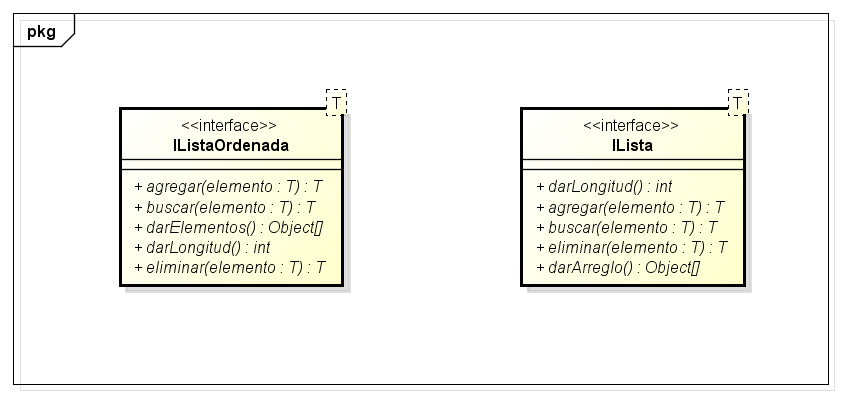 pkg
T
<<interface>>
IListaOrdenada
+ agregar(elemento : T) : T
+ buscar(elemento : T) : T
+ darElementos() : Object[]
+ darLongitud() : int
+ eliminar(elemento : T) : T
T
<<interface>>
ILista
+ darLongitud() : int
+ agregar(elemento : T) : T
+ buscar(elemento : T) : T
+ eliminar(elemento : T) : T
+ darArreglo() : Object[]